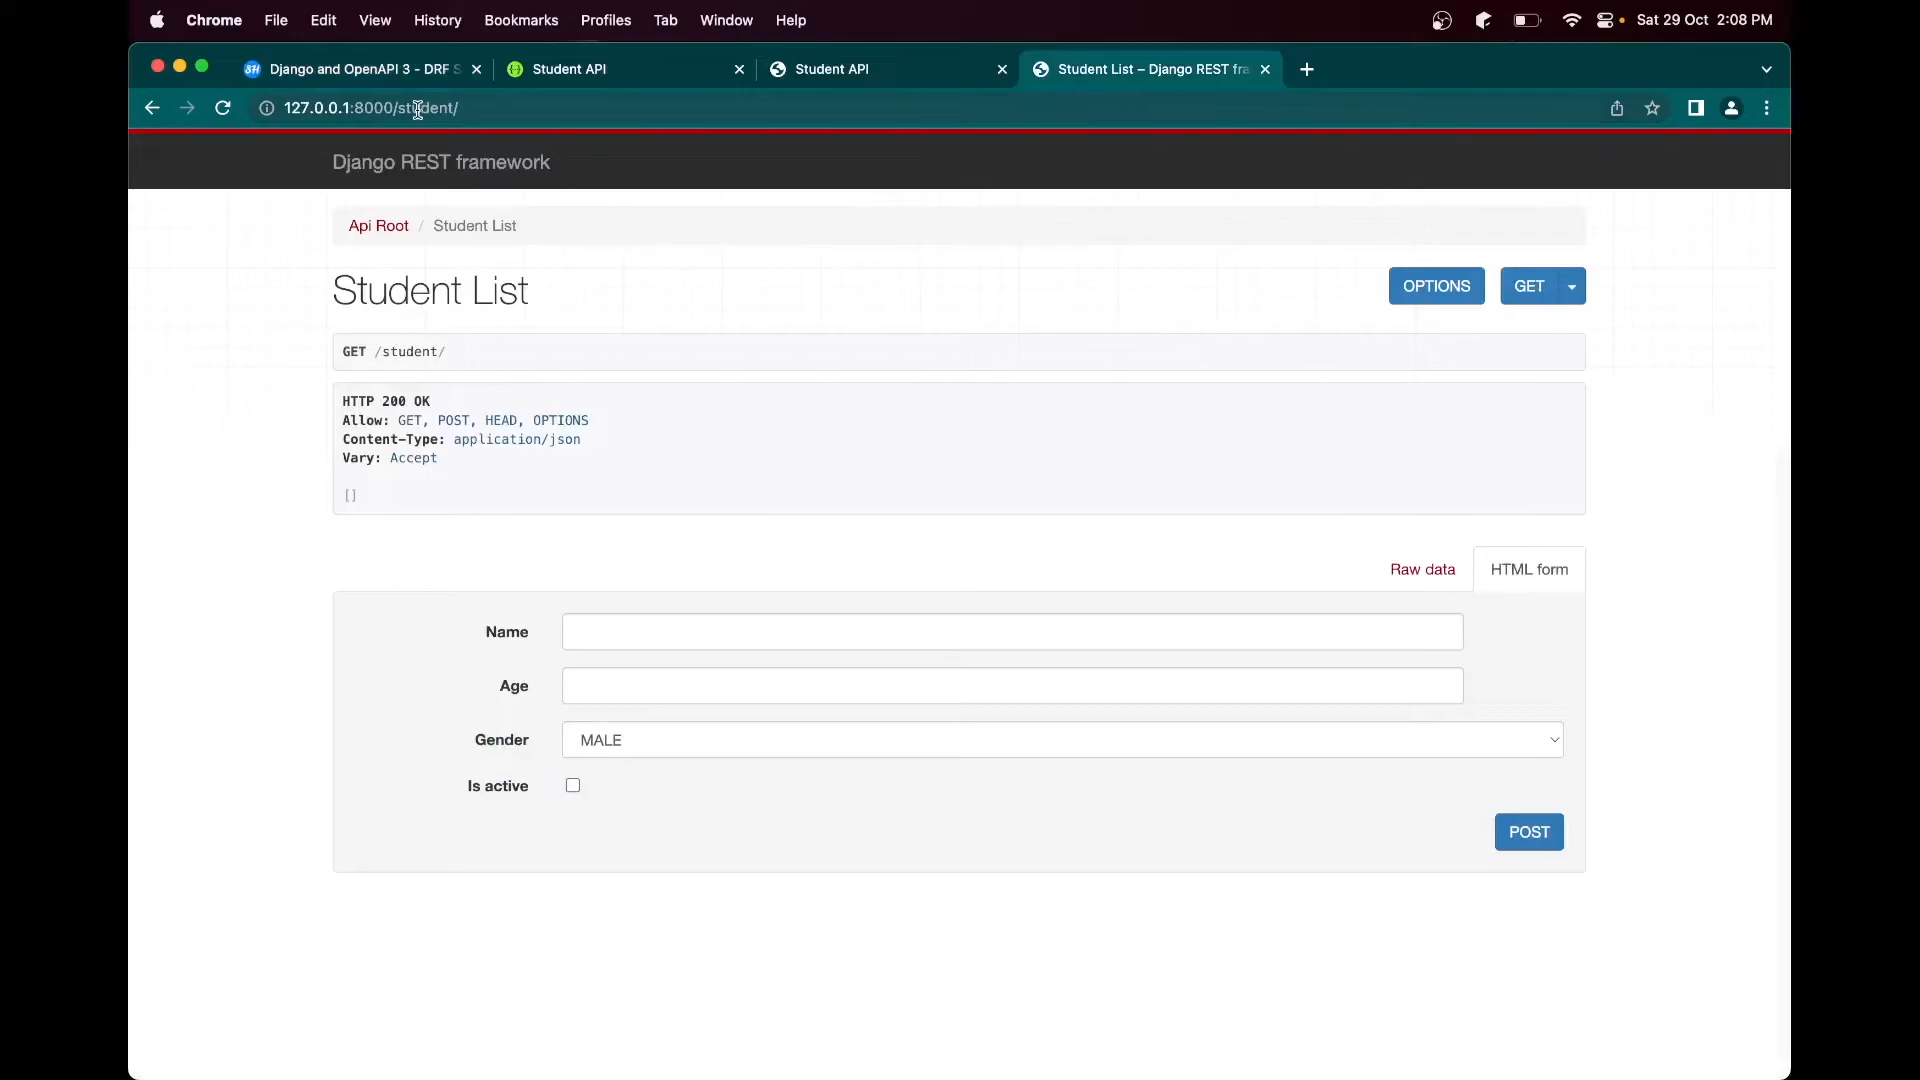 Chrome File Edit View History Bookmarks Profiles Tab Window Help Sat 29 Oct 2:08 PM
Django and OpenAPI 3 - DRF S Student API Student API Student List – Django REST fra
127.0.0.1:8000/student/
Django REST framework
Api Root / Student List
Student List OPTIONS GET
GET /student/
HTTP 200 OK
Allow: GET, POST, HEAD, OPTIONS
Content-Type: application/json
Vary: Accept
[]
Raw data HTML form
Name
Age
Gender MALE
Is active
POST